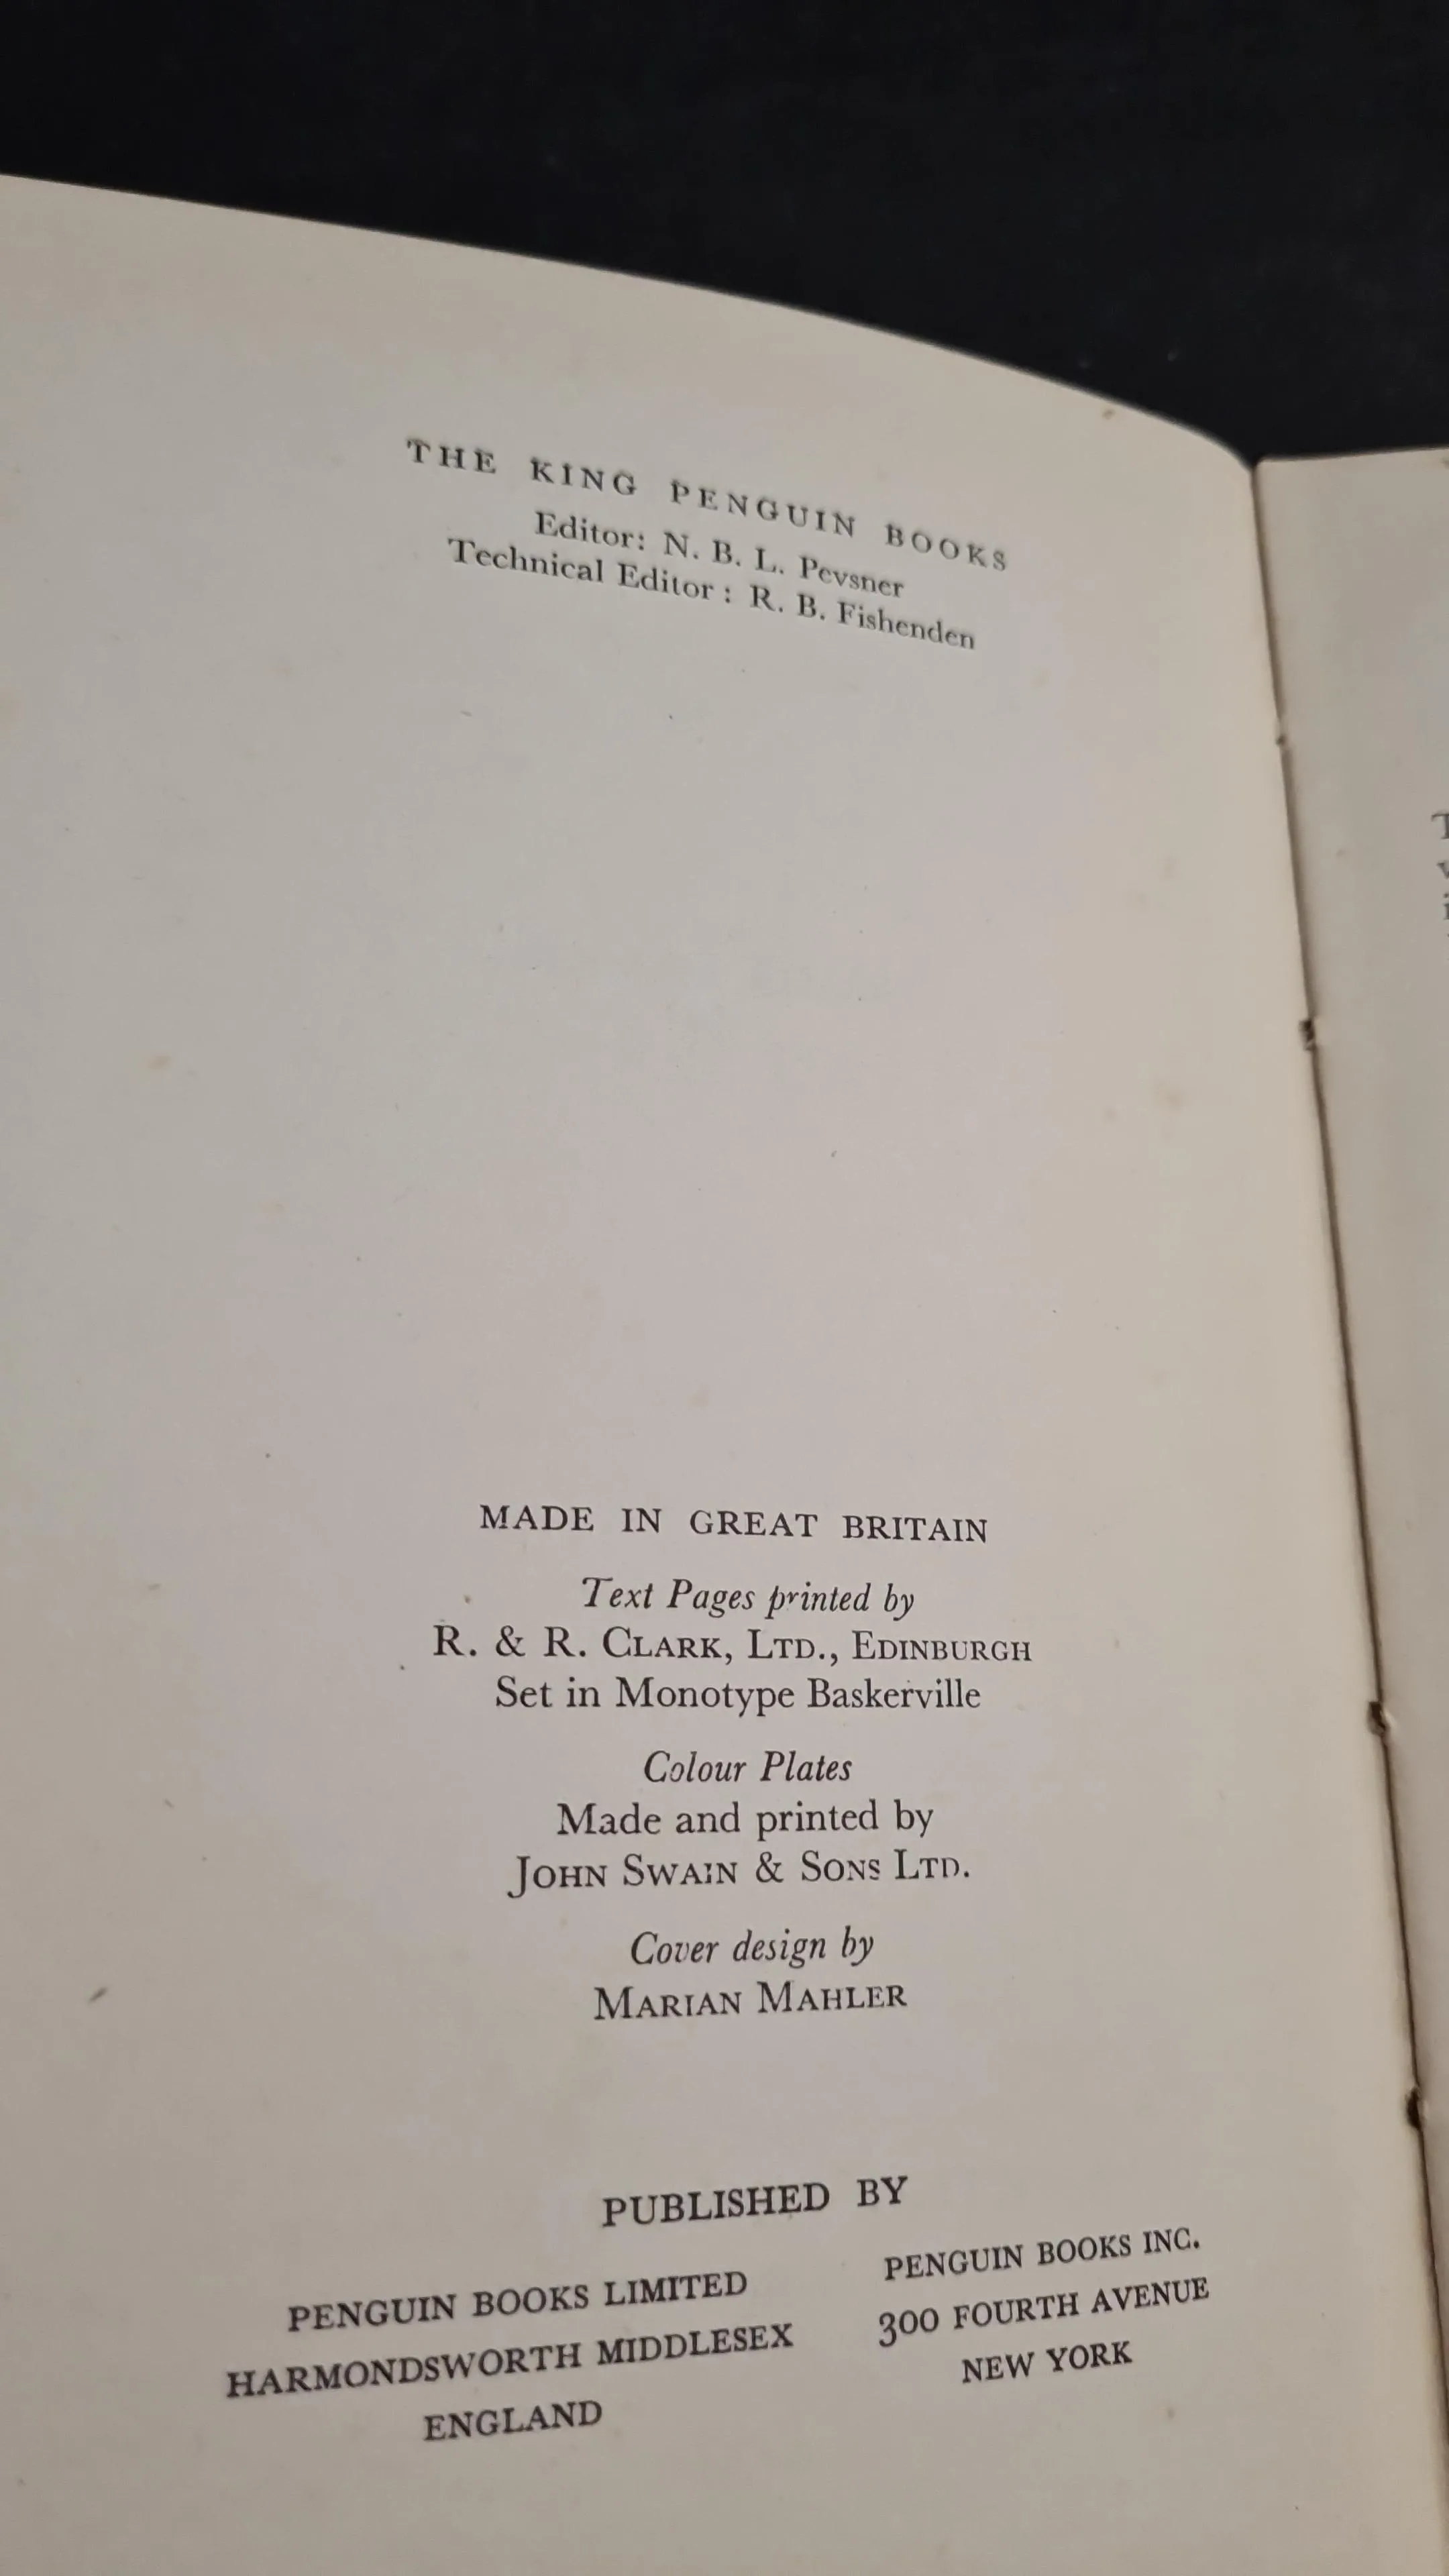 THE KING PENGUIN BOOKS
Editor: N. B. L. Pevsner
Technical Editor: R. B. Fishenden
MADE IN GREAT BRITAIN
Text Pages printed by
R. & R. CLARK, LTD., EDINBURGH
Set in Monotype Baskerville
Colour Plates
Made and printed by
JOHN SWAIN & SONS LTD.
Cover design by
MARIAN MAHLER
PUBLISHED BY
PENGUIN BOOKS LIMITED
HARMONDSWORTH MIDDLESEX
ENGLAND
PENGUIN BOOKS INC.
300 FOURTH AVENUE
NEW YORK